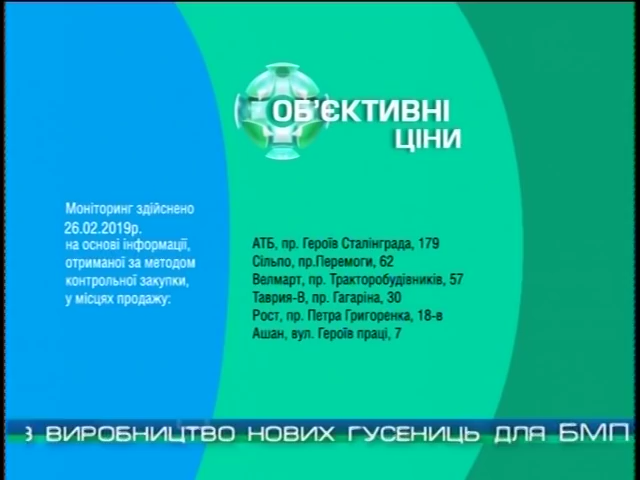 ОБ'ЄКТИВНІ
ЦІНИ
Моніторинг здійснено
26.02.2019р.
на основі інформації,
отриманої за методом
контрольної закупки,
у місцях продажу:
АТБ, пр. Героїв Сталінграда, 179
Сільпо, пр.Перемоги, 62
Велмарт, пр. Тракторобудівників, 57
Таврия-В, пр. Гагаріна, 30
Рост, пр. Петра Григоренка, 18-в
Ашан, вул. Героїв праці, 7
З ВИРОБНИЦТВО НОВИХ ГУСЕНИЦЬ ДЛЯ БМП